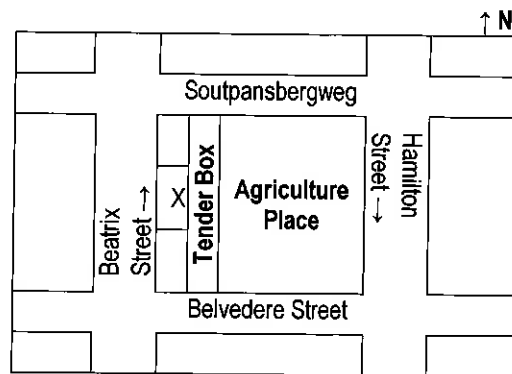 ↑ N
Soutpansbergweg
Beatrix
Street →
X
Tender Box
Agriculture
Place
Hamilton
Street →
Belvedere Street